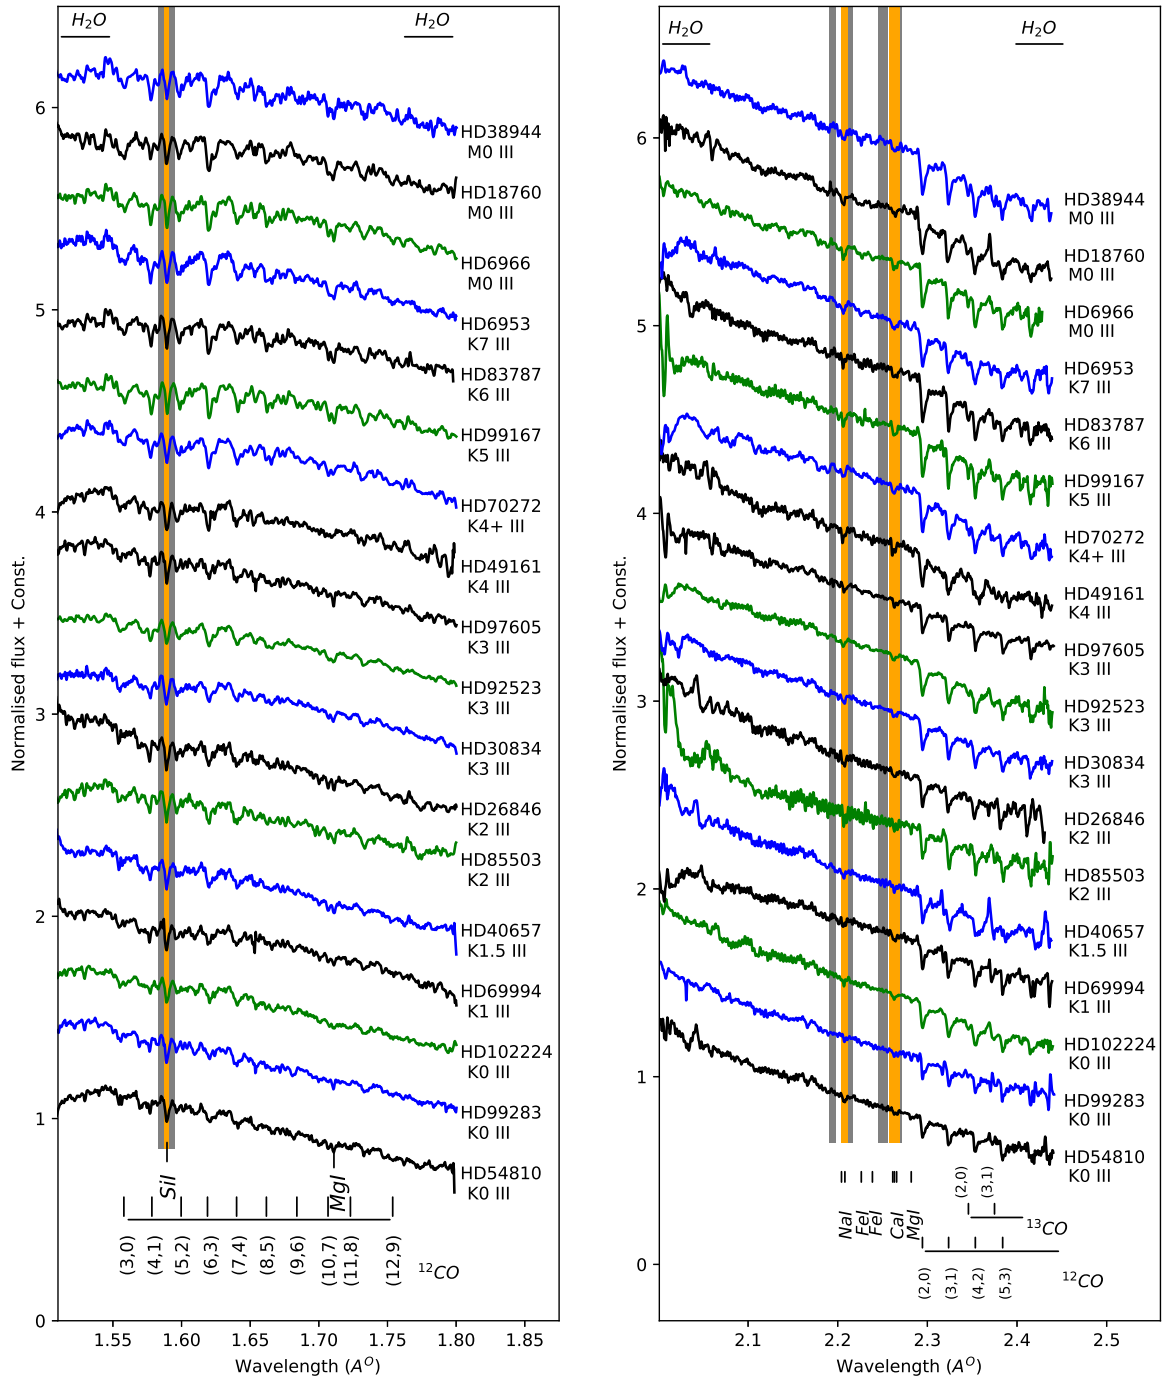 H₂O
H₂O
6
5
4
3
2
1
0
Normalised flux + Const.
HD38944
M0 III
HD18760
M0 III
HD6966
M0 III
HD6953
K7 III
HD83787
K6 III
HD99167
K5 III
HD70272
K4+ III
HD49161
K4 III
HD97605
K3 III
HD92523
K3 III
HD30834
K3 III
HD26846
K2 III
HD85503
K2 III
HD40657
K1.5 III
HD69994
K1 III
HD102224
K0 III
HD99283
K0 III
HD54810
K0 III
SiI
MgI
(3,0)
(4,1)
(5,2)
(6,3)
(7,4)
(8,5)
(9,6)
(10,7)
(11,8)
(12,9)
¹²CO
1.55 1.60 1.65 1.70 1.75 1.80 1.85
Wavelength (Aᴼ)
H₂O
H₂O
6
5
4
3
2
1
0
Normalised flux + Const.
HD38944
M0 III
HD18760
M0 III
HD6966
M0 III
HD6953
K7 III
HD83787
K6 III
HD99167
K5 III
HD70272
K4+ III
HD49161
K4 III
HD97605
K3 III
HD92523
K3 III
HD30834
K3 III
HD26846
K2 III
HD85503
K2 III
HD40657
K1.5 III
HD69994
K1 III
HD102224
K0 III
HD99283
K0 III
HD54810
K0 III
(2,0)
(3,1)
¹³CO
NaI
FeI
FeI
CaI
MgI
(2,0)
(3,1)
(4,2)
(5,3)
¹²CO
2.1 2.2 2.3 2.4 2.5
Wavelength (Aᴼ)